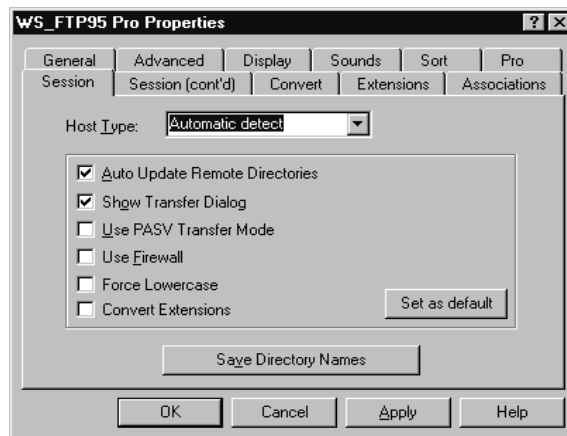 WS_FTP95 Pro Properties
General Advanced Display Sounds Sort Pro
Session Session (cont'd) Convert Extensions Associations
Host Type: Automatic detect
Auto Update Remote Directories
Show Transfer Dialog
Use PASV Transfer Mode
Use Firewall
Force Lowercase
Convert Extensions
Set as default
Save Directory Names
OK Cancel Apply Help